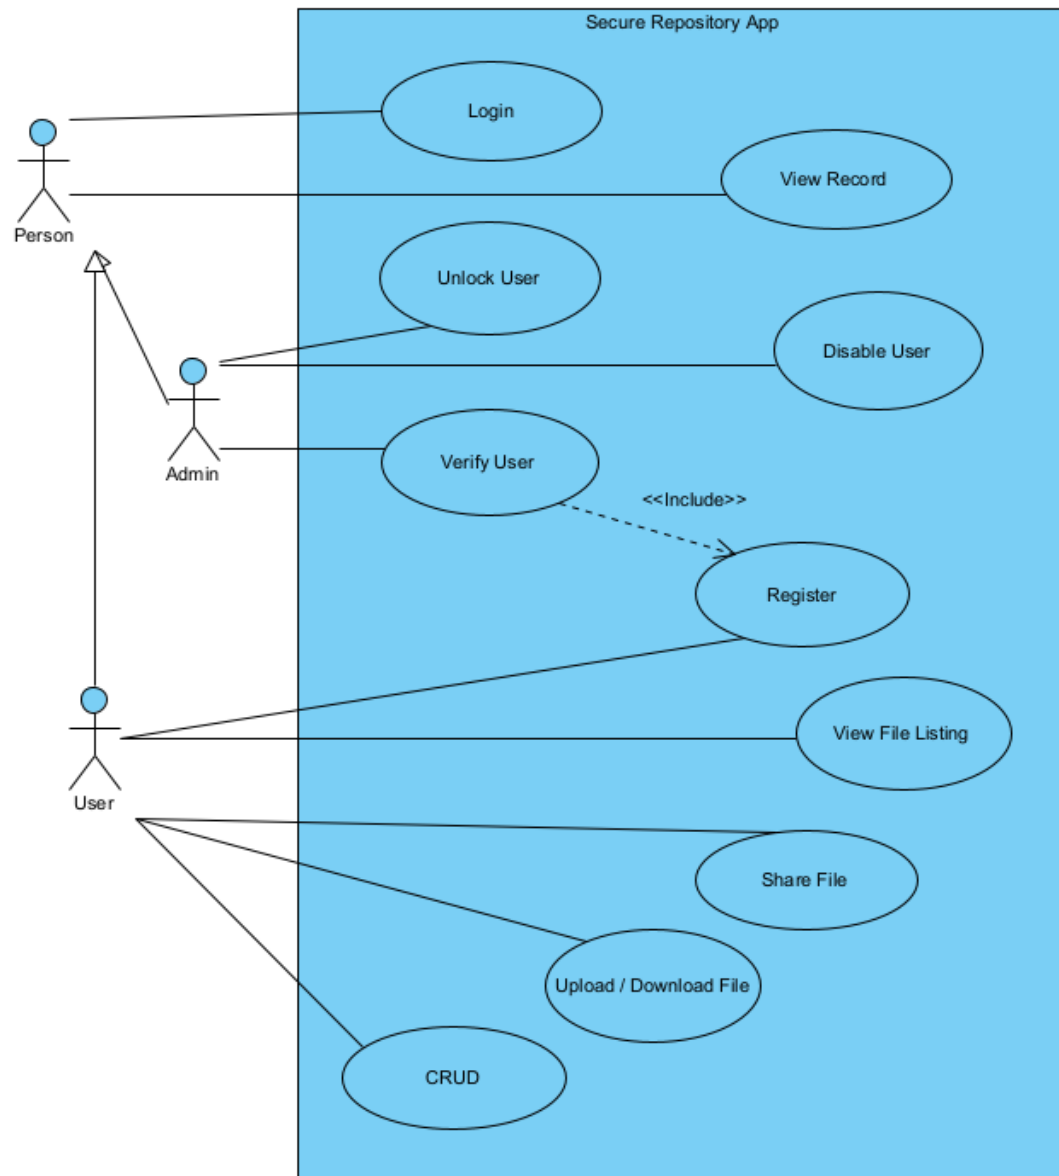 Secure Repository App
Login
View Record
Person
Unlock User
Disable User
Verify User
Admin
<<Include>>
Register
View File Listing
User
Share File
Upload / Download File
CRUD